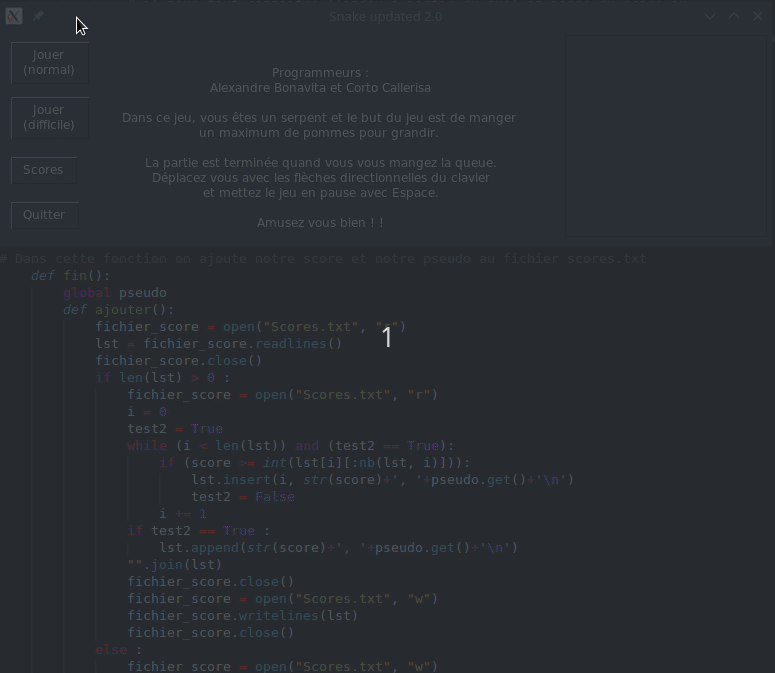 Snake updated 2.0
Jouer
(normal)
Jouer
(difficile)
Scores
Quitter
Programmeurs :
Alexandre Bonavita et Corto Callerisa
Dans ce jeu, vous êtes un serpent et le but du jeu est de manger
un maximum de pommes pour grandir.
La partie est terminée quand vous vous mangez la queue.
Déplacez vous avec les flèches directionnelles du clavier
et mettez le jeu en pause avec Espace.
Amusez vous bien ! !
# Dans cette fonction on ajoute notre score et notre pseudo au fichier scores.txt
def fin():
global pseudo
def ajouter():
fichier_score = open("Scores.txt", "r")
1
lst = fichier_score.readlines()
fichier_score.close()
if len(lst) > 0 :
fichier_score = open("Scores.txt", "r")
i = 0
test2 = True
while (i < len(lst)) and (test2 == True):
if (score >= int(lst[i][:nb(lst, i)])):
lst.insert(i, str(score)+', '+pseudo.get()+'\n')
test2 = False
i += 1
if test2 == True :
lst.append(str(score)+', '+pseudo.get()+'\n')
"".join(lst)
fichier_score.close()
fichier_score = open("Scores.txt", "w")
fichier_score.writelines(lst)
fichier_score.close()
else :
fichier_score = open("Scores.txt", "w")